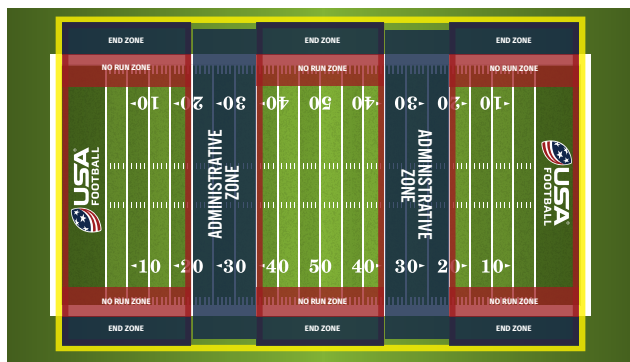 END ZONE END ZONE END ZONE
NO RUN ZONE NO RUN ZONE NO RUN ZONE
10 20 30 40 50 40 30 20 10
USA FOOTBALL
ADMINISTRATIVE
ZONE
ADMINISTRATIVE
ZONE
USA FOOTBALL
10 20 30 40 50 40 30 20 10
NO RUN ZONE NO RUN ZONE NO RUN ZONE
END ZONE END ZONE END ZONE